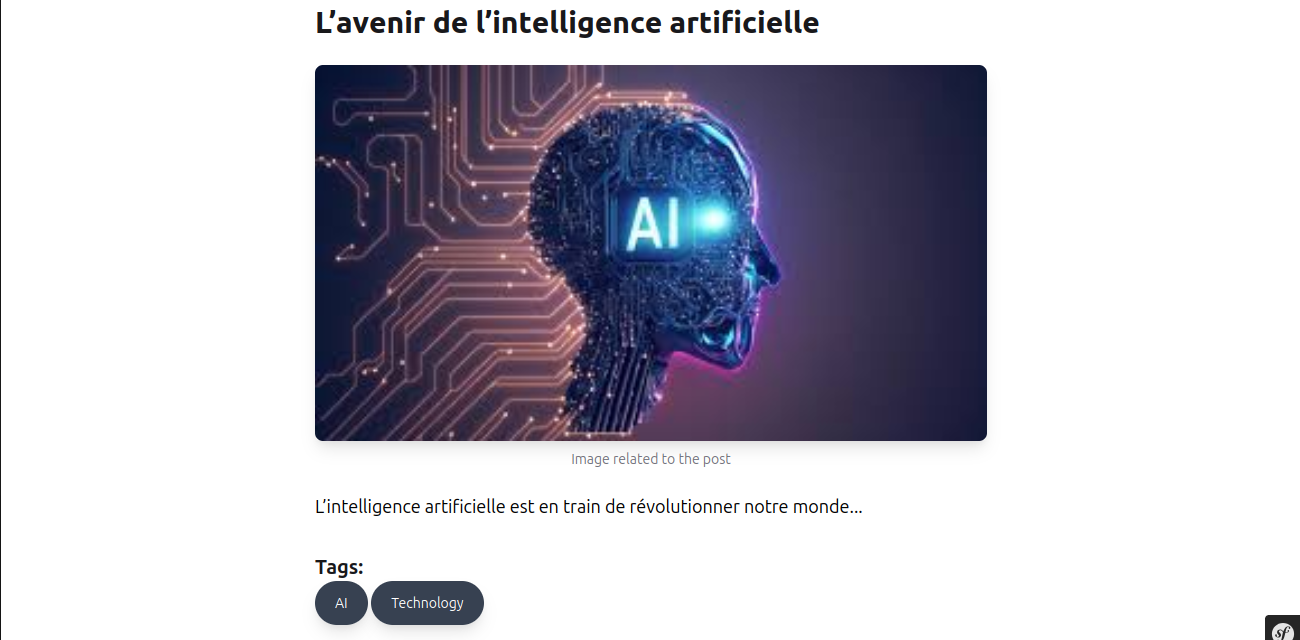 L’avenir de l’intelligence artificielle
AI
Image related to the post
L’intelligence artificielle est en train de révolutionner notre monde...
Tags:
AI
Technology
sf